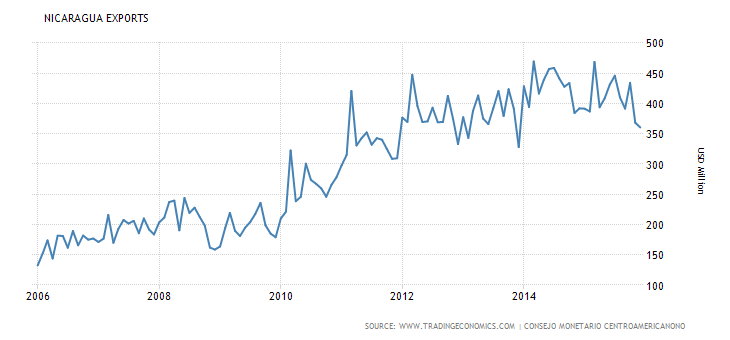 NICARAGUA EXPORTS
500
450
400
350
300
250
200
150
100
USD Million
2006 2008 2010 2012 2014
SOURCE: WWW.TRADINGECONOMICS.COM | CONSEJO MONETARIO CENTROAMERICANONO